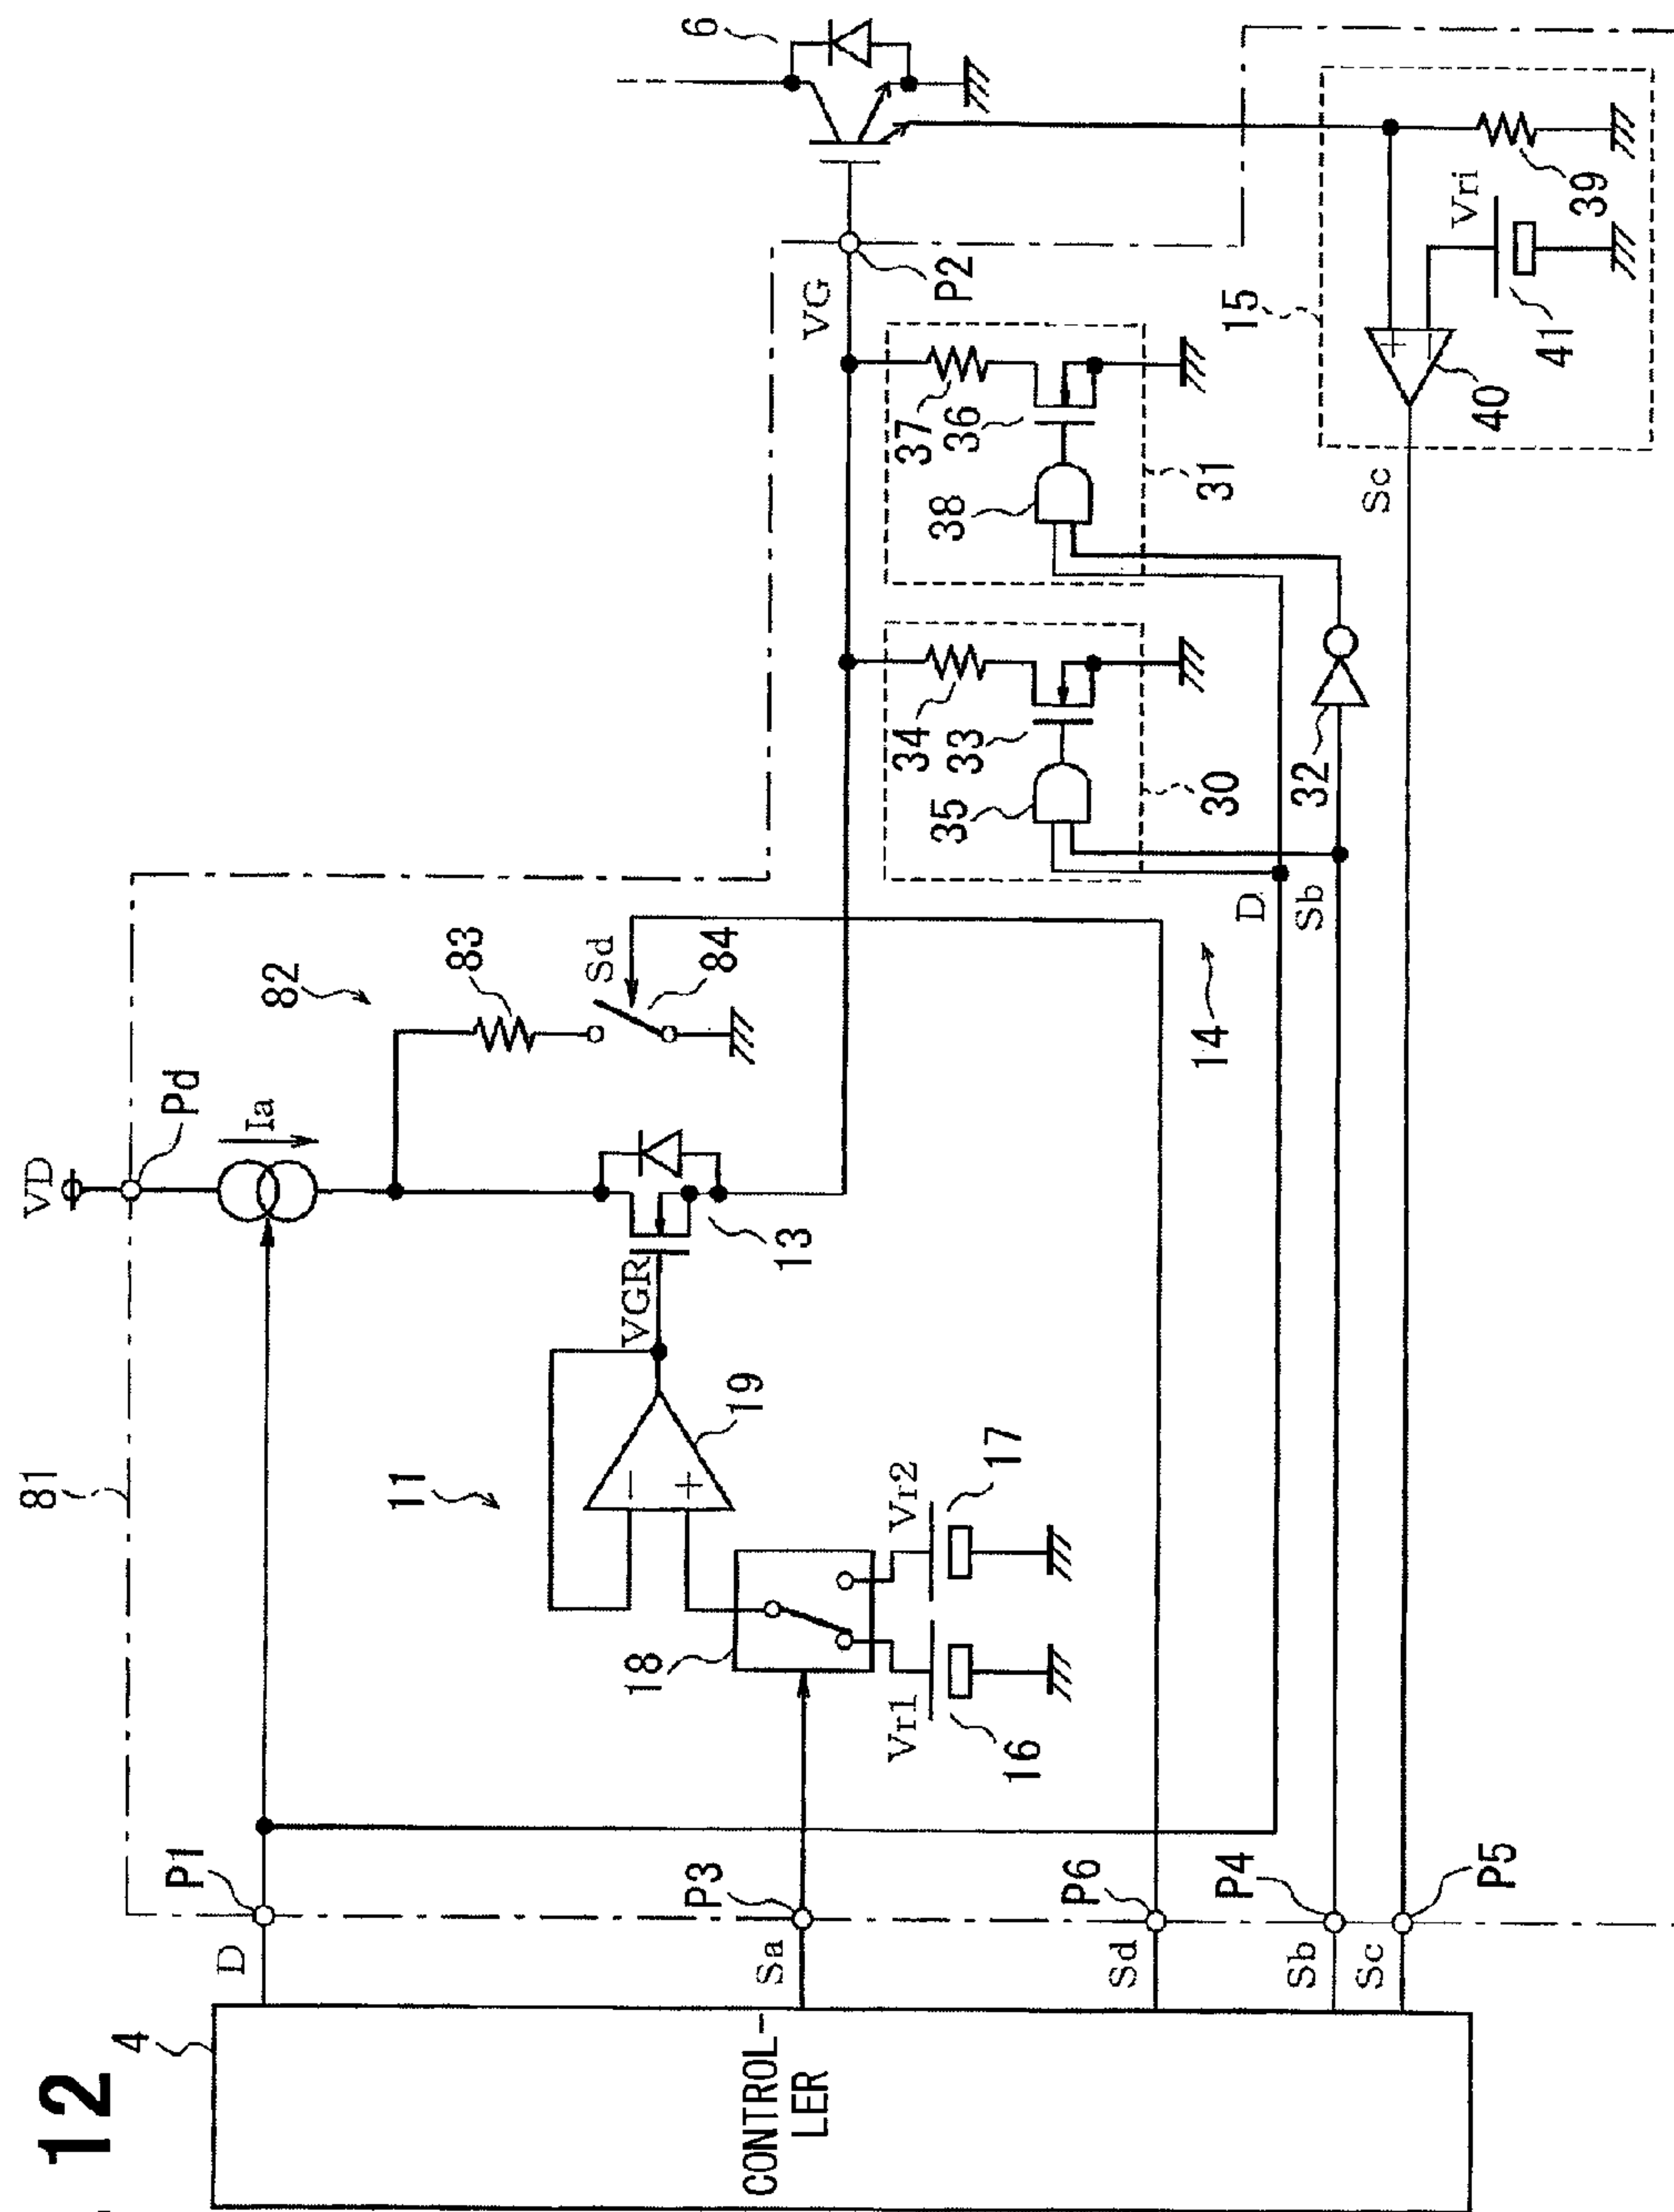 12
4
CONTROL-
LER
D
P1
Sa
P3
Sd
P6
Sb
P4
Sc
P5
81
VD
Pd
Ia
82
83
Sd
84
11
19
VGR
13
18
Vr1
16
Vr2
17
14
D
Sb
VG
P2
6
34
33
35
30
37
36
38
31
32
Sc
15
40
41
Vri
39
+
−
+
−